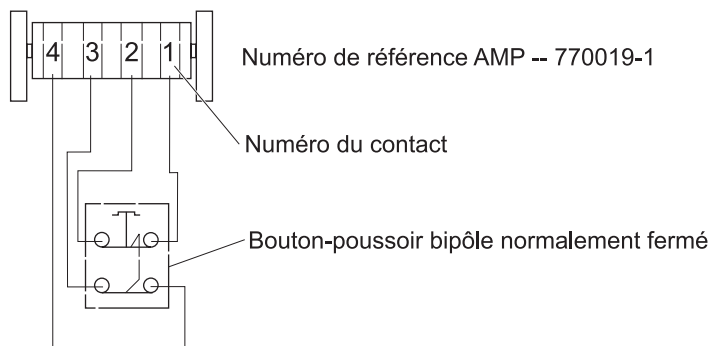 4 3 2 1
Numéro de référence AMP -- 770019-1
Numéro du contact
Bouton-poussoir bipôle normalement fermé